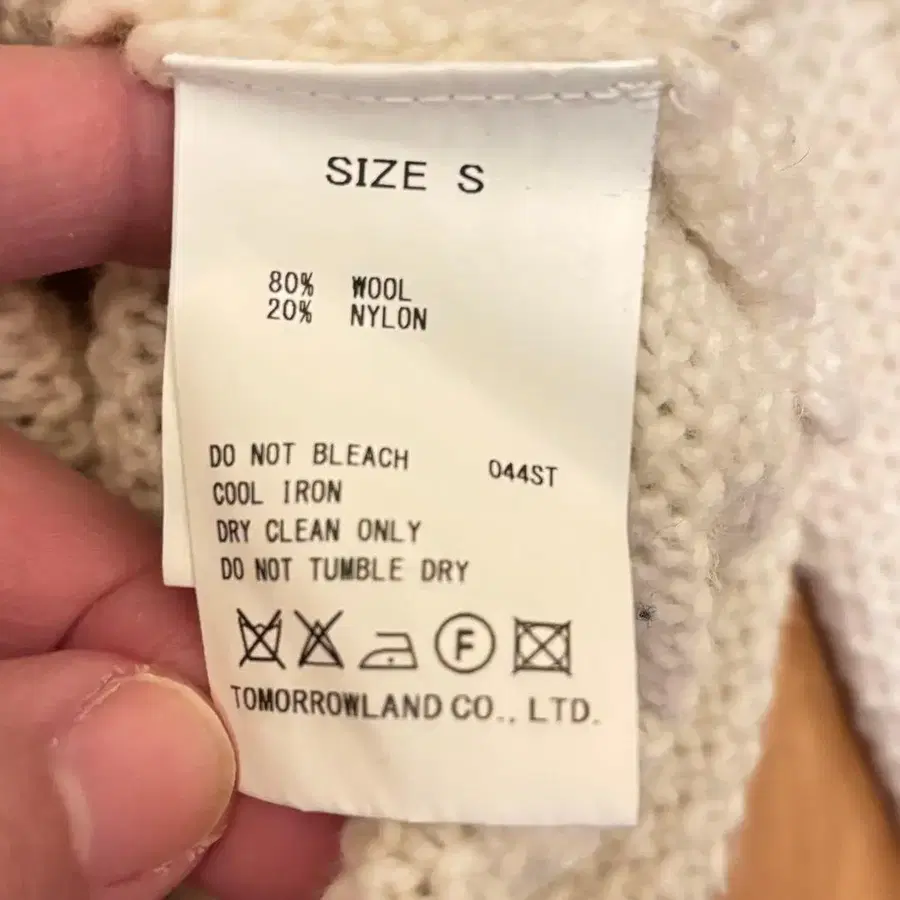 SIZE S
80% WOOL
20% NYLON
DO NOT BLEACH 044ST
COOL IRON
DRY CLEAN ONLY
DO NOT TUMBLE DRY
F
TOMORROWLAND CO., LTD.